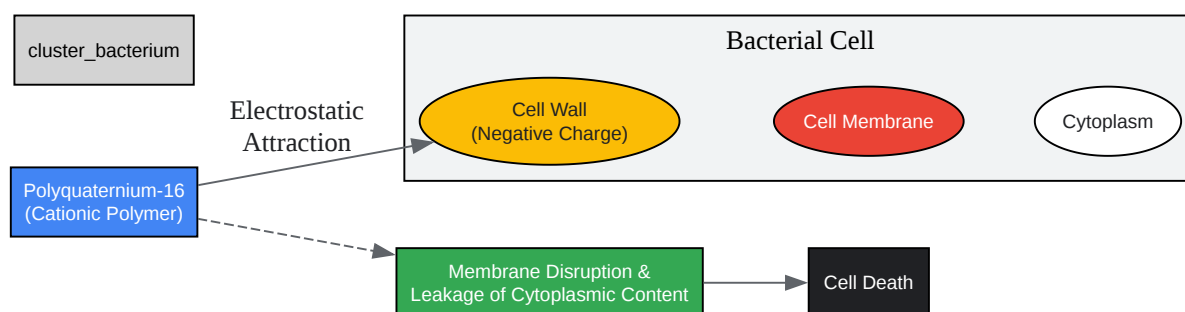 cluster_bacterium
Bacterial Cell
Electrostatic
Attraction
Cell Wall
(Negative Charge)
Cell Membrane
Cytoplasm
Polyquaternium-16
(Cationic Polymer)
Membrane Disruption &
Leakage of Cytoplasmic Content
Cell Death